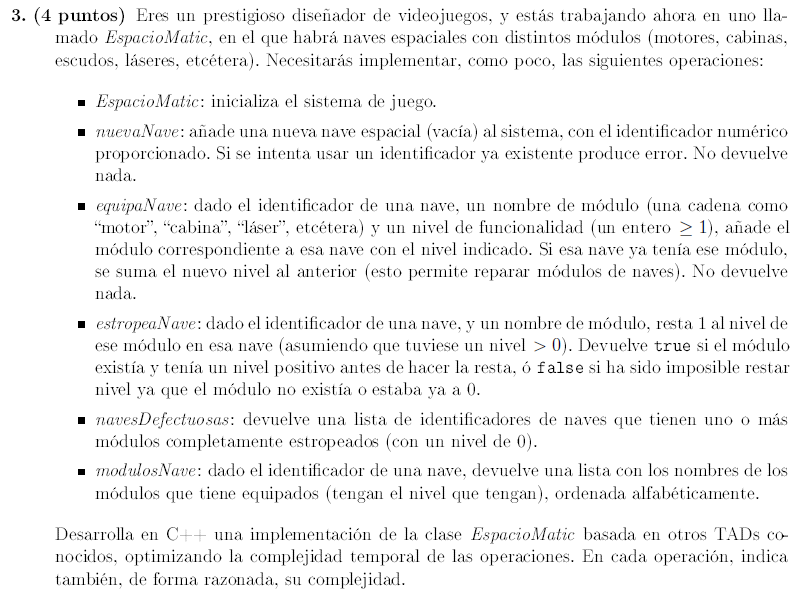 3. (4 puntos) Eres un prestigioso diseñador de videojuegos, y estás trabajando ahora en uno lla-
mado EspacioMatic, en el que habrá naves espaciales con distintos módulos (motores, cabinas,
escudos, láseres, etcétera). Necesitarás implementar, como poco, las siguientes operaciones:
▪ EspacioMatic: inicializa el sistema de juego.
▪ nuevaNave: añade una nueva nave espacial (vacía) al sistema, con el identificador numérico
proporcionado. Si se intenta usar un identificador ya existente produce error. No devuelve
nada.
▪ equipaNave: dado el identificador de una nave, un nombre de módulo (una cadena como
“motor”, “cabina”, “láser”, etcétera) y un nivel de funcionalidad (un entero ≥ 1), añade el
módulo correspondiente a esa nave con el nivel indicado. Si esa nave ya tenía ese módulo,
se suma el nuevo nivel al anterior (esto permite reparar módulos de naves). No devuelve
nada.
▪ estropeaNave: dado el identificador de una nave, y un nombre de módulo, resta 1 al nivel de
ese módulo en esa nave (asumiendo que tuviese un nivel > 0). Devuelve true si el módulo
existía y tenía un nivel positivo antes de hacer la resta, ó false si ha sido imposible restar
nivel ya que el módulo no existía o estaba ya a 0.
▪ navesDefectuosas: devuelve una lista de identificadores de naves que tienen uno o más
módulos completamente estropeados (con un nivel de 0).
▪ modulosNave: dado el identificador de una nave, devuelve una lista con los nombres de los
módulos que tiene equipados (tengan el nivel que tengan), ordenada alfabéticamente.
Desarrolla en C++ una implementación de la clase EspacioMatic basada en otros TADs co-
nocidos, optimizando la complejidad temporal de las operaciones. En cada operación, indica
también, de forma razonada, su complejidad.